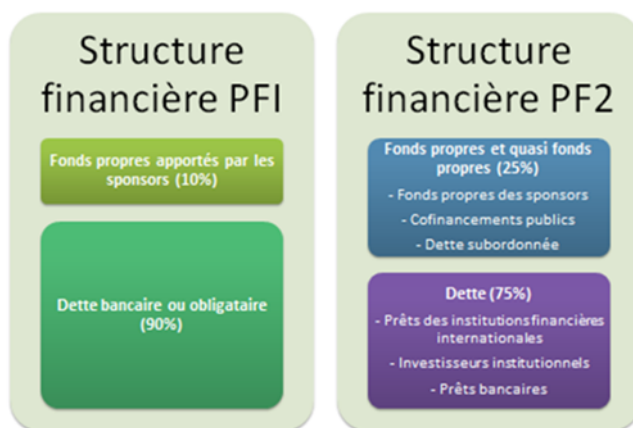 Structure
financière PFI
Fonds propres apportés par les
sponsors (10%)
Dette bancaire ou obligataire
(90%)
Structure
financière PF2
Fonds propres et quasi fonds
propres (25%)
- Fonds propres des sponsors
- Cofinancements publics
- Dette subordonnée
Dette (75%)
- Prêts des institutions financières
internationales
- Investisseurs institutionnels
- Prêts bancaires